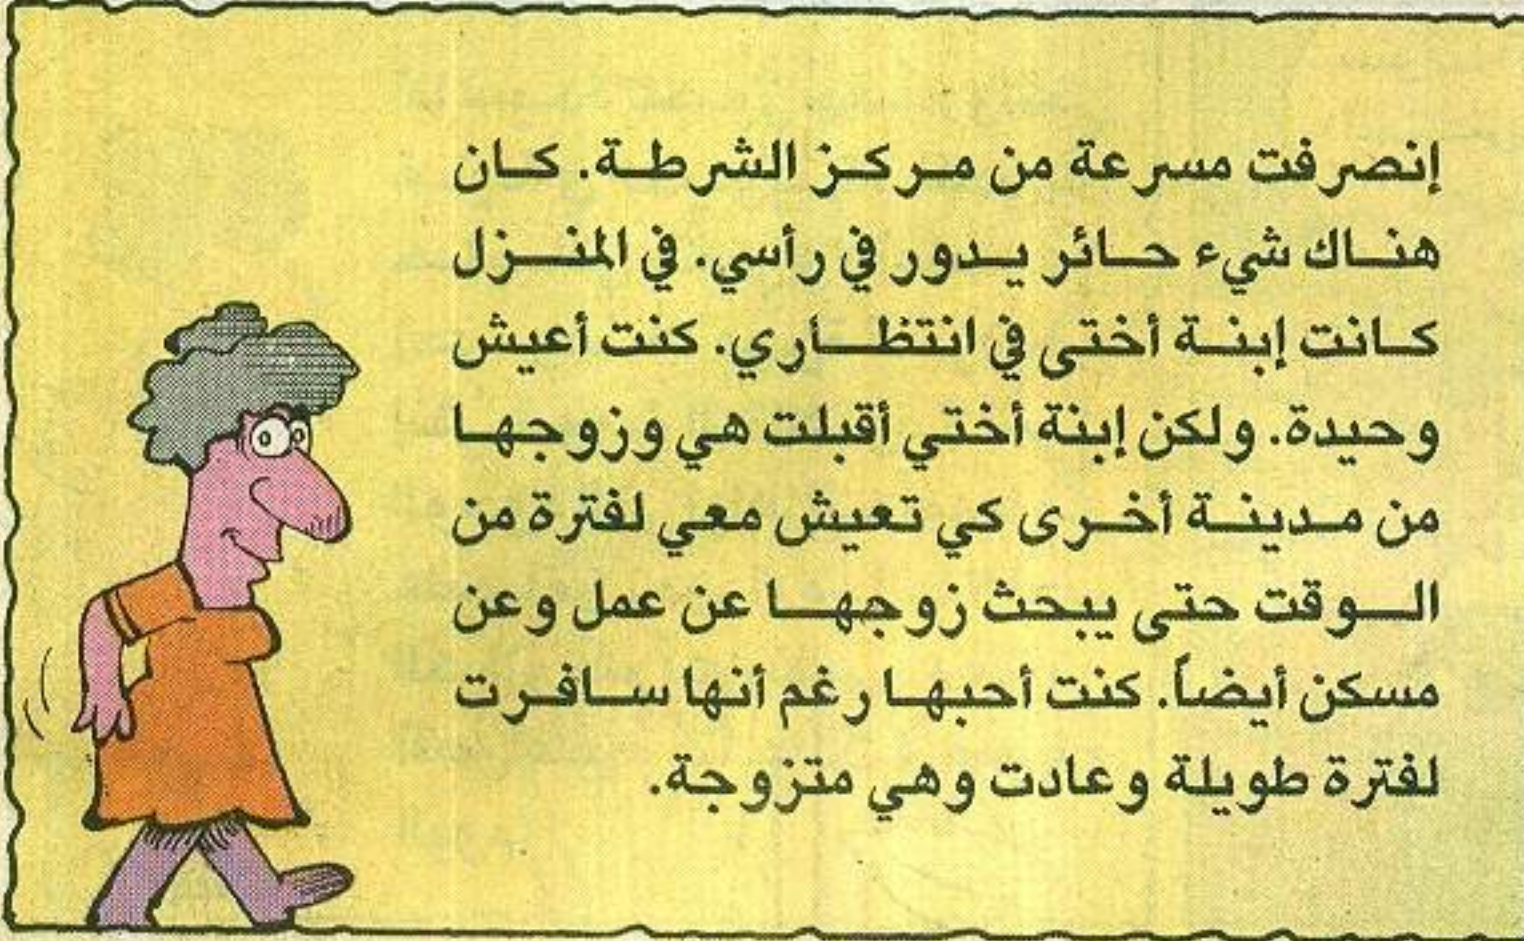 إنصرفت مسرعة من مركز الشرطة. كان
هناك شيء حائر يدور في رأسي. في المنزل
كانت إبنة أختى في انتظاري. كنت أعيش
وحيدة. ولكن إبنة أختي أقبلت هي وزوجها
من مدينة أخرى كي تعيش معي لفترة من
الوقت حتى يبحث زوجها عن عمل وعن
مسكن أيضاً. كنت أحبها رغم أنها سافرت
لفترة طويلة وعادت وهي متزوجة.